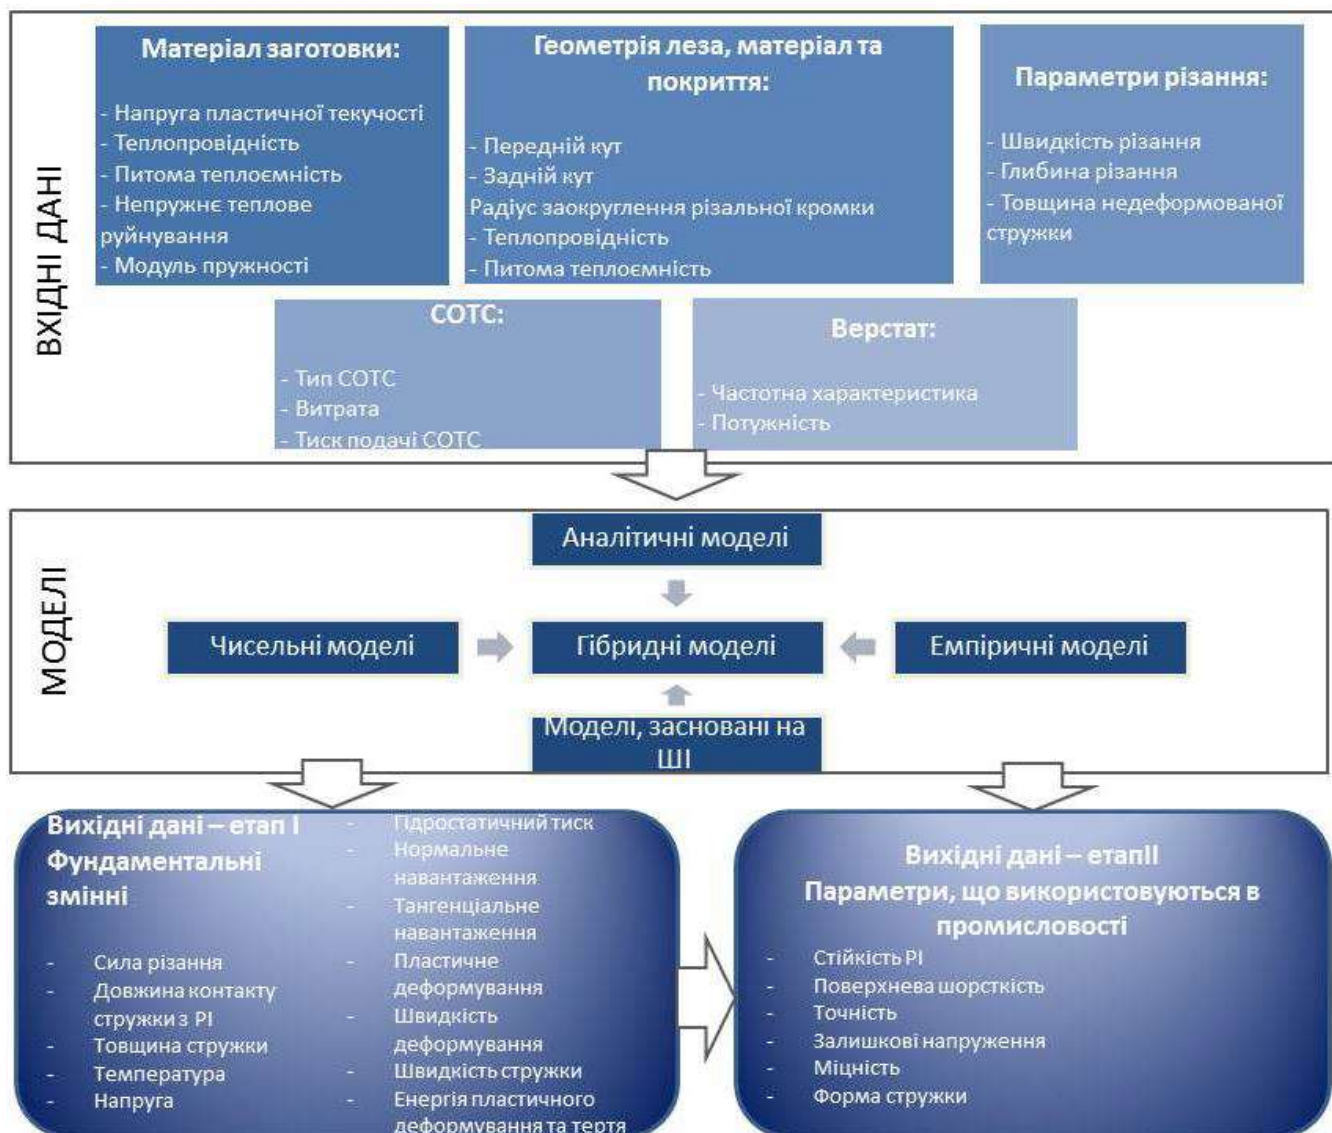 ВХІДНІ ДАНІ
Матеріал заготовки:
- Напруга пластичної текучості
- Теплопровідність
- Питома теплоємність
- Непружнє теплове
руйнування
- Модуль пружності
Геометрія леза, матеріал та
покриття:
- Передній кут
- Задній кут
Радіус заокруглення різальної кромки
- Теплопровідність
- Питома теплоємність
Параметри різання:
- Швидкість різання
- Глибина різання
- Товщина недеформованої
стружки
СОТС:
- Тип СОТС
- Витрата
- Тиск подачі СОТС
Верстат:
- Частотна характеристика
- Потужність
МОДЕЛІ
Аналітичні моделі
Чисельні моделі
Гібридні моделі
Емпіричні моделі
Моделі, засновані на
ШІ
Вихідні дані – етап І
Фундаментальні
змінні
- Сила різання
- Довжина контакту
стружки з РІ
- Товщина стружки
- Температура
- Напруга
- Гідростатичний тиск
- Нормальне
навантаження
- Тангенціальне
навантаження
- Пластичне
деформування
- Швидкість
деформування
- Швидкість стружки
- Енергія пластичного
деформування та тертя
Вихідні дані – етапІІ
Параметри, що використовуються в
промисловості
- Стійкість РІ
- Поверхнева шорсткість
- Точність
- Залишкові напруження
- Міцність
- Форма стружки